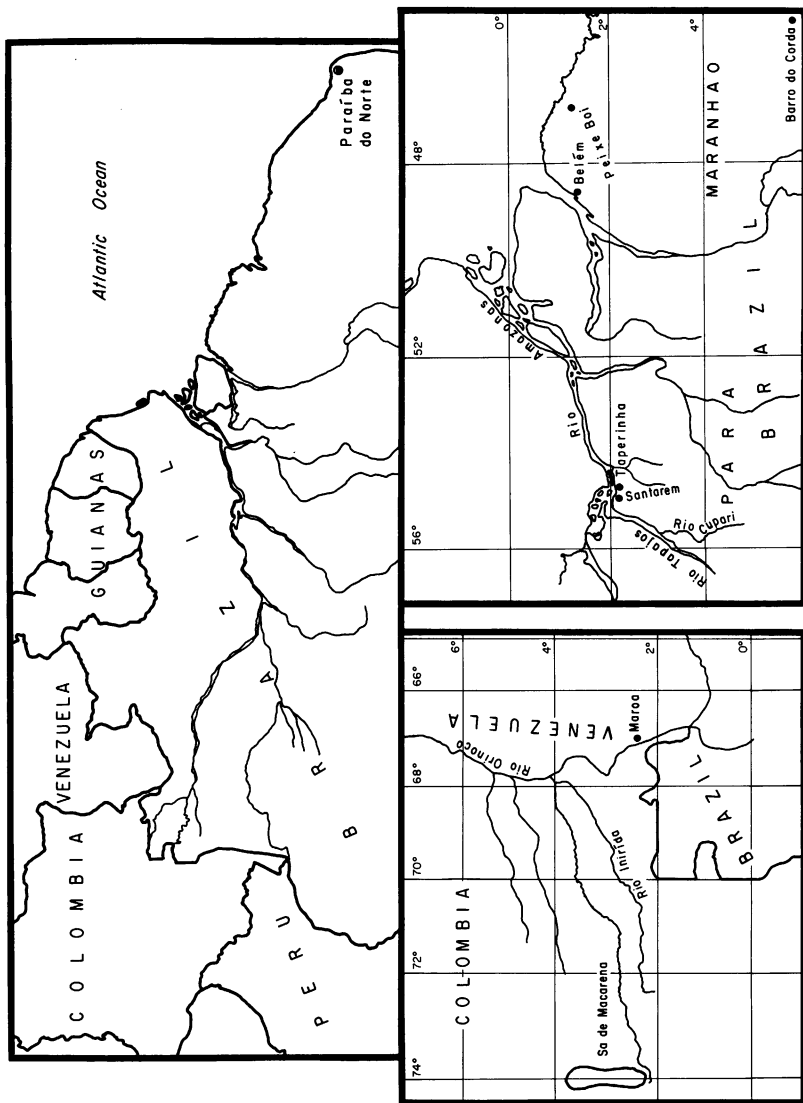 Atlantic Ocean
COLOMBIA
VENEZUELA
GUIANAS
PERU
BRAZIL
Paraíba
do Norte
74°
72°
70°
68°
66°
6°
4°
2°
0°
COLOMBIA
VENEZUELA
BRAZIL
Sa de Macarena
Rio Inirída
Rio Orinoco
Maroa
56°
52°
48°
0°
2°
4°
Rio Amazonas
Belém
Peixe Boi
MARANHAO
Barro do Corda
Taperinha
Santarem
Rio Cupari
Rio Tapajos
PARA
BRAZIL